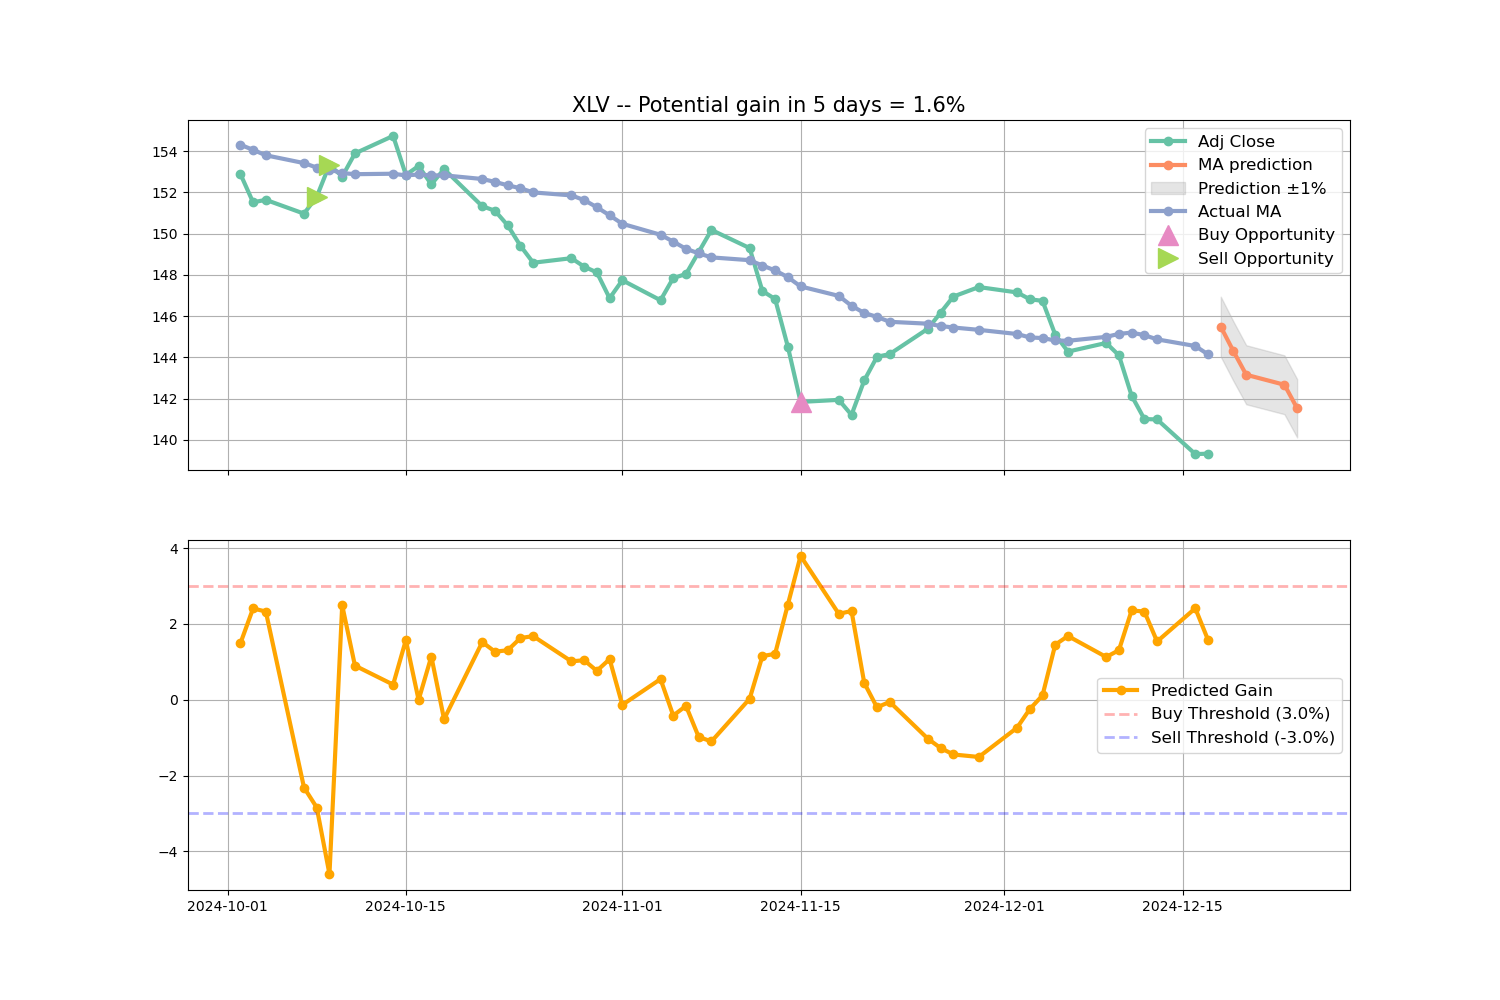 XLV -- Potential gain in 5 days = 1.6%
154
152
150
148
146
144
142
140
Adj Close
MA prediction
Prediction ±1%
Actual MA
Buy Opportunity
Sell Opportunity
4
2
0
−2
−4
Predicted Gain
Buy Threshold (3.0%)
Sell Threshold (-3.0%)
2024-10-01 2024-10-15 2024-11-01 2024-11-15 2024-12-01 2024-12-15